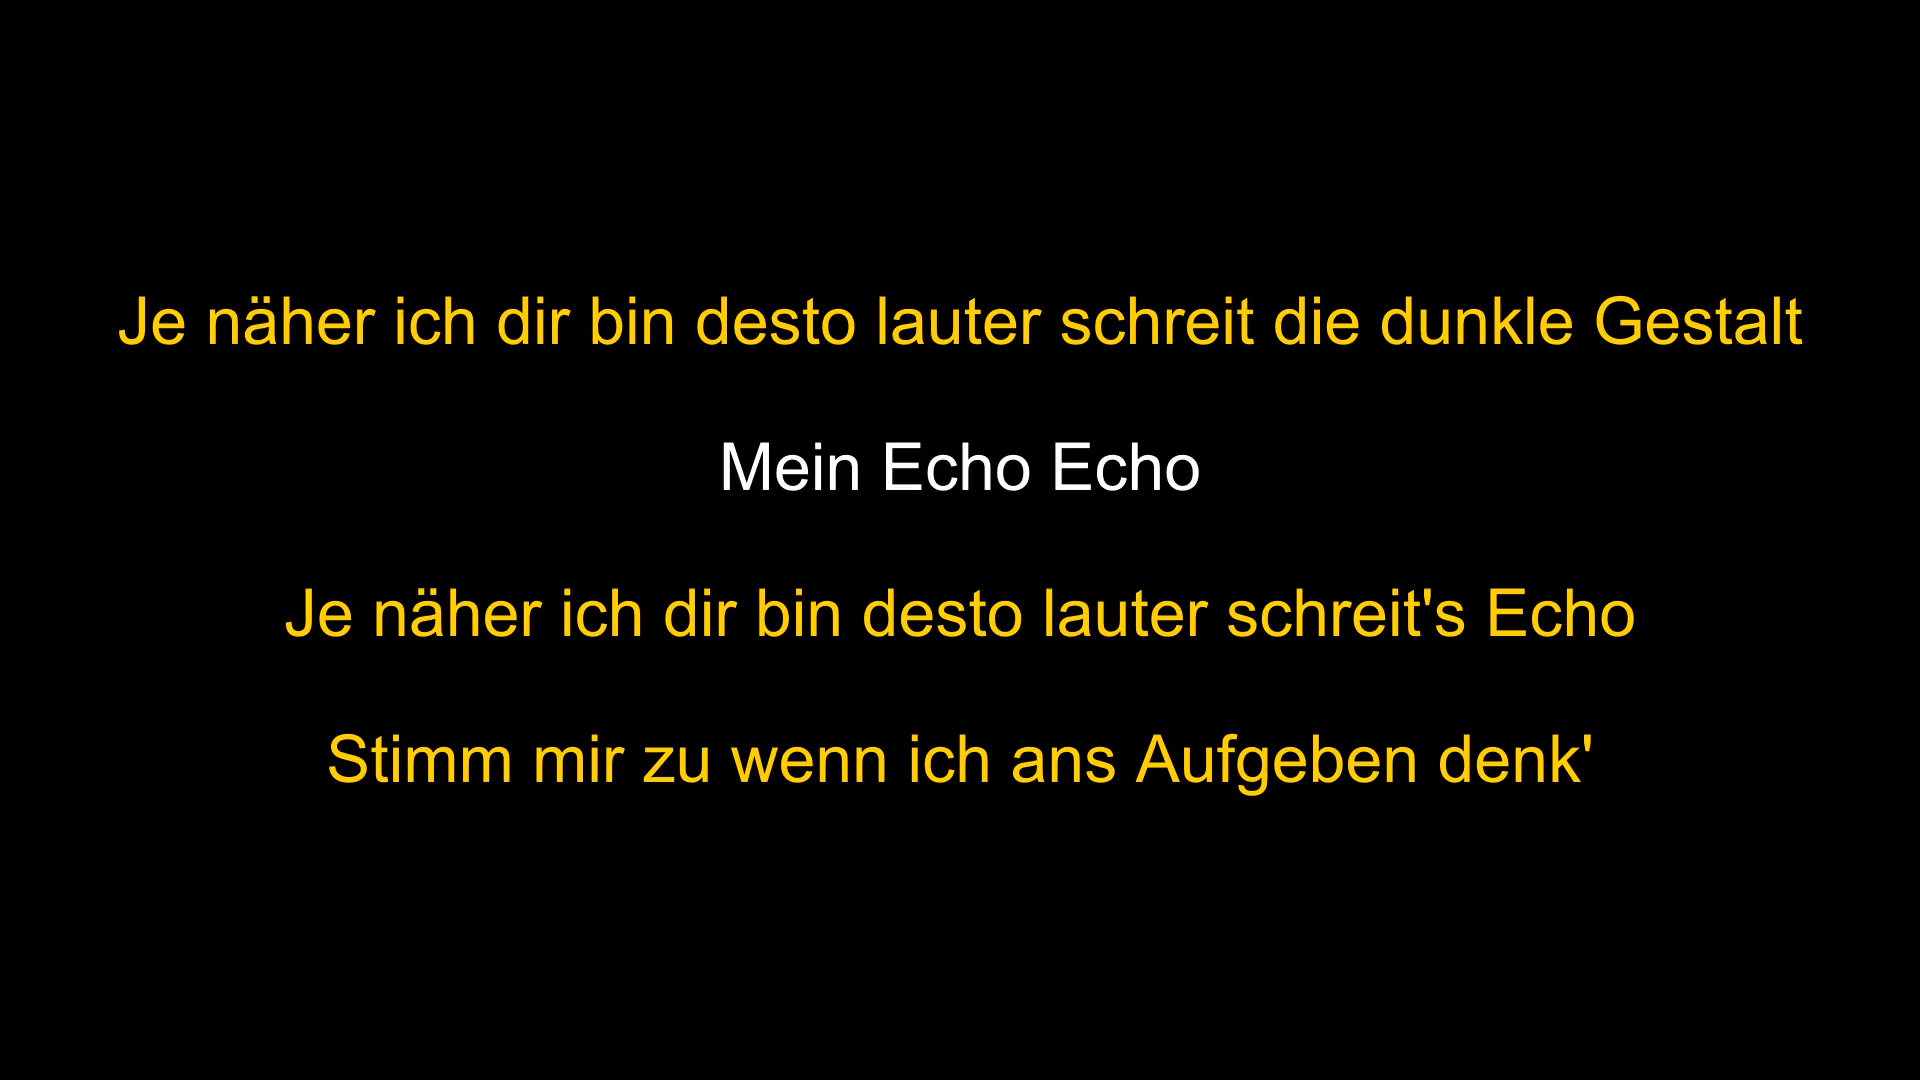 Je näher ich dir bin desto lauter schreit die dunkle Gestalt
Mein Echo Echo
Je näher ich dir bin desto lauter schreit's Echo
Stimm mir zu wenn ich ans Aufgeben denk'